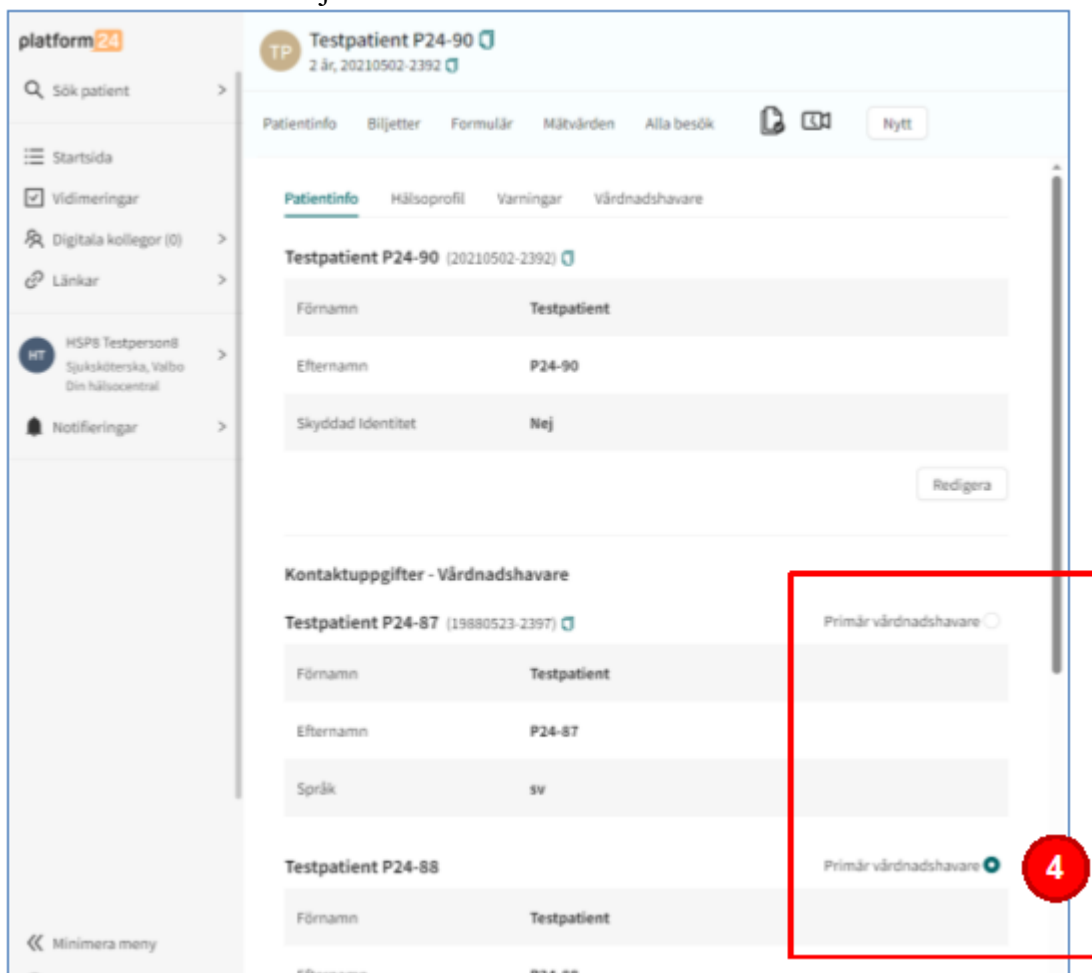 platform24
Sök patient
Startsida
Vidimeringar
Digitala kollegor (0)
Länkar
HT
HSP8 Testperson8
Sjuksköterska, Valbo
Din hälsocentral
Notifieringar
Minimera meny
TP
Testpatient P24-90
2 år, 20210502-2392
Patientinfo Biljetter Formulär Mätvärden Alla besök Nytt
Patientinfo Hälsoprofil Varningar Vårdnadshavare
Testpatient P24-90 (20210502-2392)
Förnamn Testpatient
Efternamn P24-90
Skyddad Identitet Nej
Redigera
Kontaktuppgifter - Vårdnadshavare
Testpatient P24-87 (19880523-2397) Primär vårdnadshavare
Förnamn Testpatient
Efternamn P24-87
Språk sv
Testpatient P24-88 Primär vårdnadshavare
4
Förnamn Testpatient